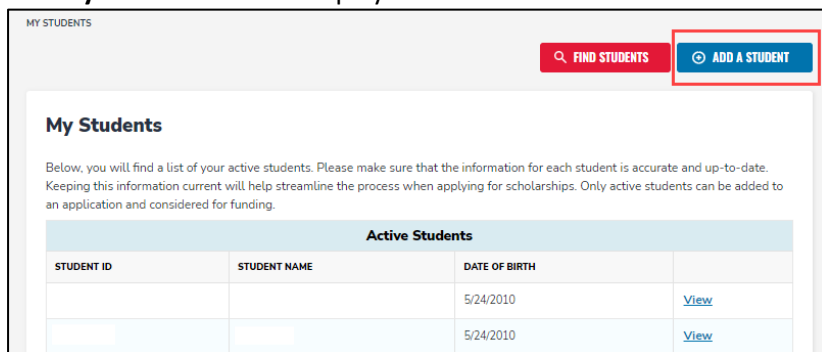 MY STUDENTS
FIND STUDENTS
ADD A STUDENT
My Students
Below, you will find a list of your active students. Please make sure that the information for each student is accurate and up-to-date.
Keeping this information current will help streamline the process when applying for scholarships. Only active students can be added to
an application and considered for funding.
Active Students
STUDENT ID STUDENT NAME DATE OF BIRTH
5/24/2010 View
5/24/2010 View